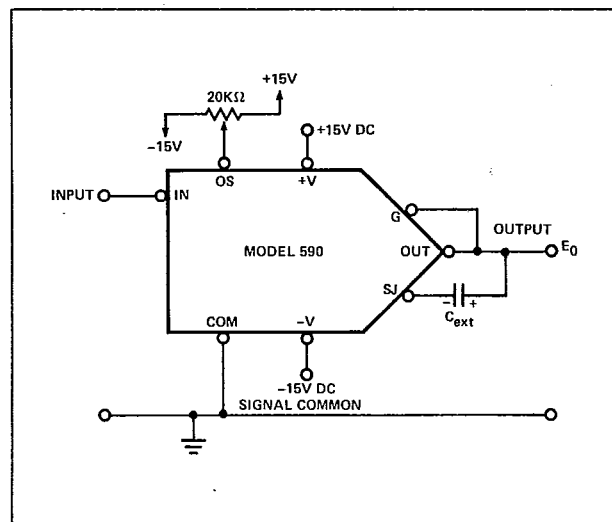 +15V
20KΩ
-15V
+15V DC
OS
+V
INPUT
IN
G
OUTPUT
MODEL 590
OUT
E0
SJ
- +
Cext
COM
-V
-15V DC
SIGNAL COMMON